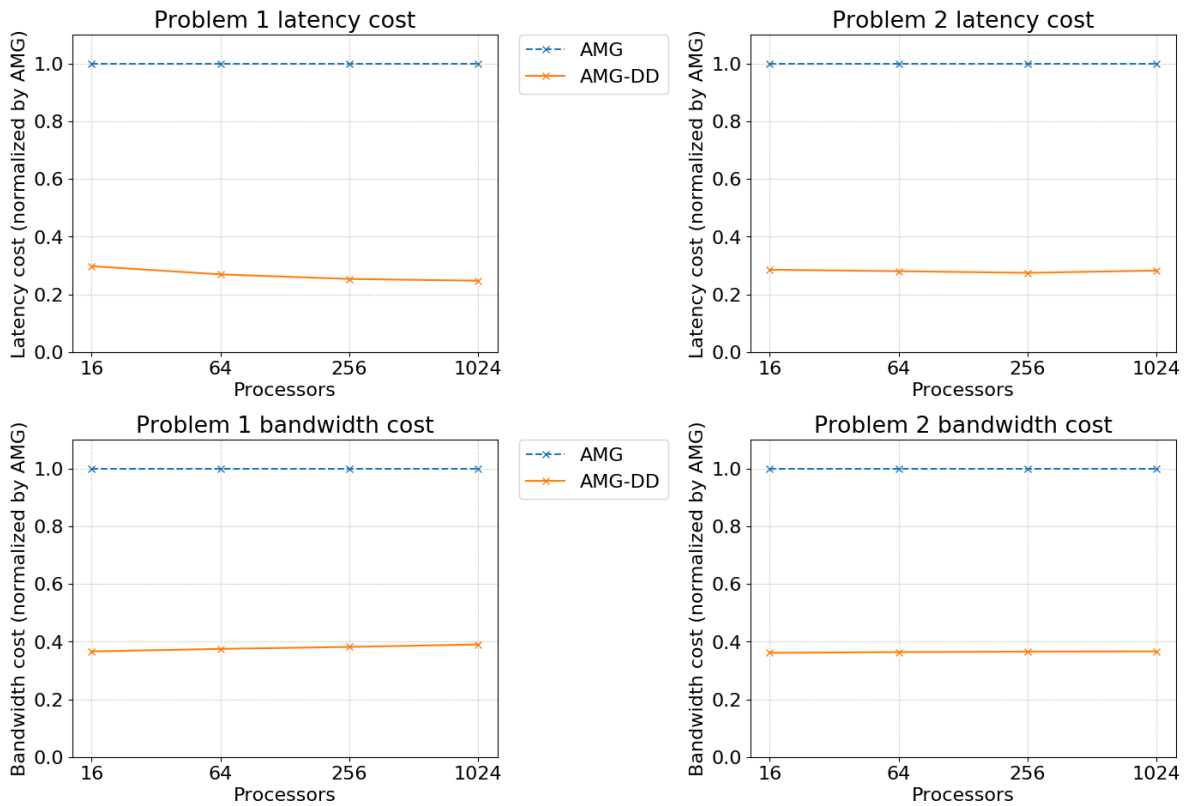 Problem 1 latency cost
Latency cost (normalized by AMG)
1.0
0.8
0.6
0.4
0.2
0.0
16 64 256 1024
Processors
AMG
AMG-DD
Problem 2 latency cost
Latency cost (normalized by AMG)
1.0
0.8
0.6
0.4
0.2
0.0
16 64 256 1024
Processors
Problem 1 bandwidth cost
Bandwidth cost (normalized by AMG)
1.0
0.8
0.6
0.4
0.2
0.0
16 64 256 1024
Processors
AMG
AMG-DD
Problem 2 bandwidth cost
Bandwidth cost (normalized by AMG)
1.0
0.8
0.6
0.4
0.2
0.0
16 64 256 1024
Processors